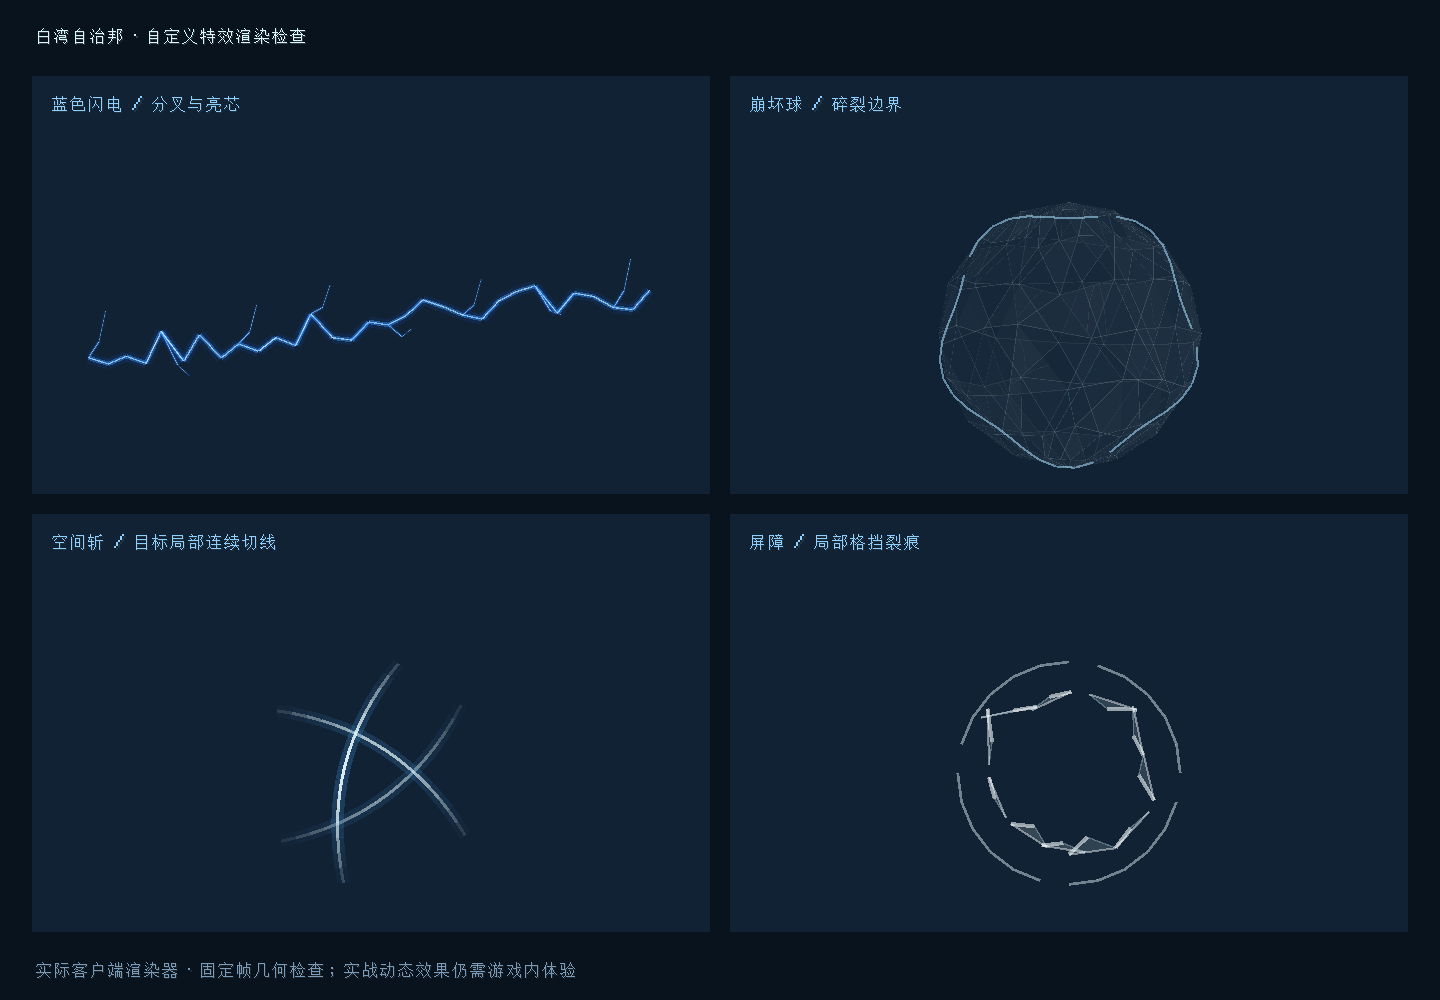 白湾自治邦 · 自定义特效渲染检查
蓝色闪电 / 分叉与亮芯
崩坏球 / 碎裂边界
空间斩 / 目标局部连续切线
屏障 / 局部格挡裂痕
实际客户端渲染器 · 固定帧几何检查；实战动态效果仍需游戏内体验